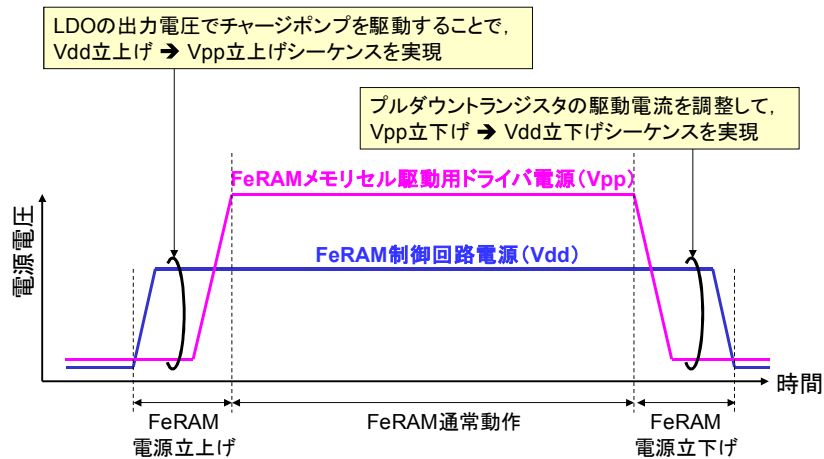 LDOの出力電圧でチャージポンプを駆動することで,
Vdd立上げ ➔ Vpp立上げシーケンスを実現
プルダウントランジスタの駆動電流を調整して,
Vpp立下げ ➔ Vdd立下げシーケンスを実現
FeRAMメモリセル駆動用ドライバ電源(Vpp)
FeRAM制御回路電源(Vdd)
電源電圧
時間
FeRAM
電源立上げ
FeRAM通常動作
FeRAM
電源立下げ